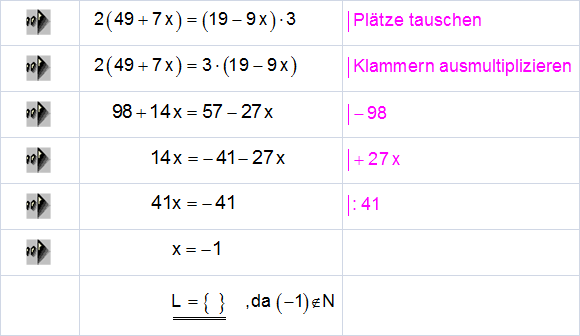 2(49+7x)=(19−9x)·3 |Plätze tauschen
2(49+7x)=3·(19−9x) |Klammern ausmultiplizieren
98+14x=57−27x |−98
14x=−41−27x |+27x
41x=−41 |:41
x=−1
L={ } ,da (−1)∉N